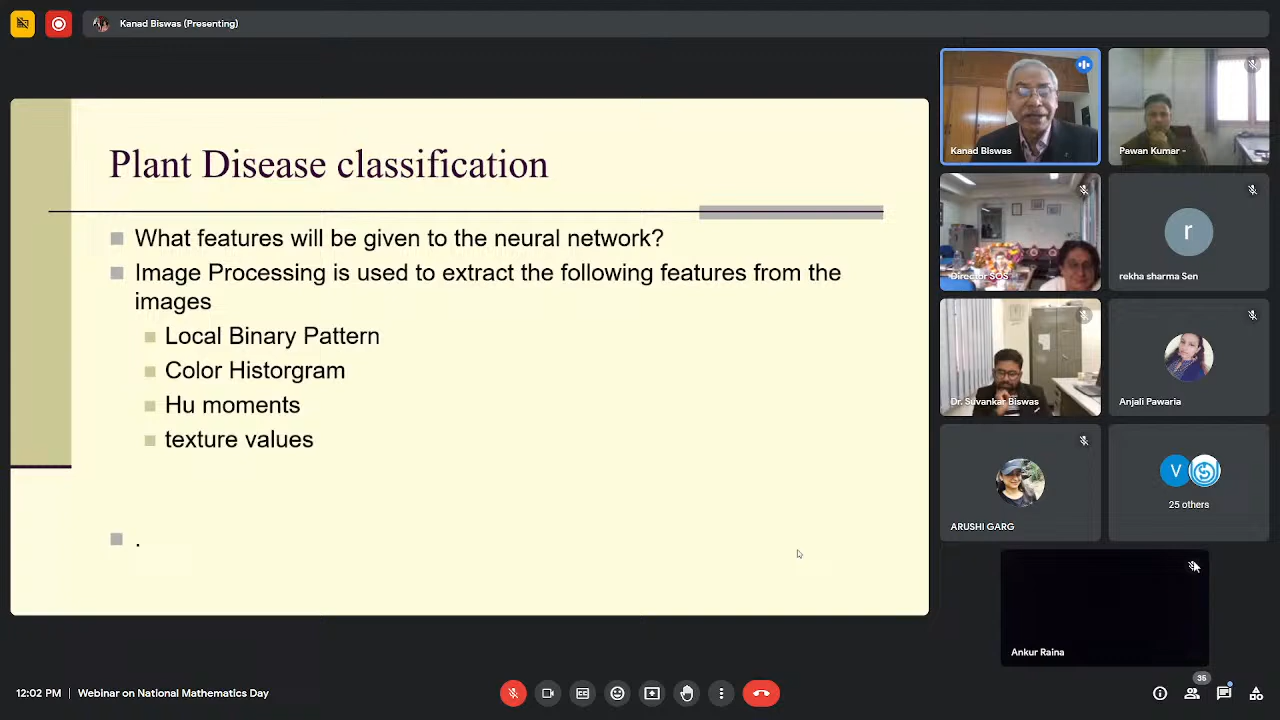 Kanad Biswas (Presenting)
Plant Disease classification
What features will be given to the neural network?
Image Processing is used to extract the following features from the
images
Local Binary Pattern
Color Historgram
Hu moments
texture values
.
Kanad Biswas
Pawan Kumar -
Director SOS
r
rekha sharma Sen
Dr. Suvankar Biswas
Anjali Pawaria
ARUSHI GARG
V
25 others
Ankur Raina
12:02 PM | Webinar on National Mathematics Day
36